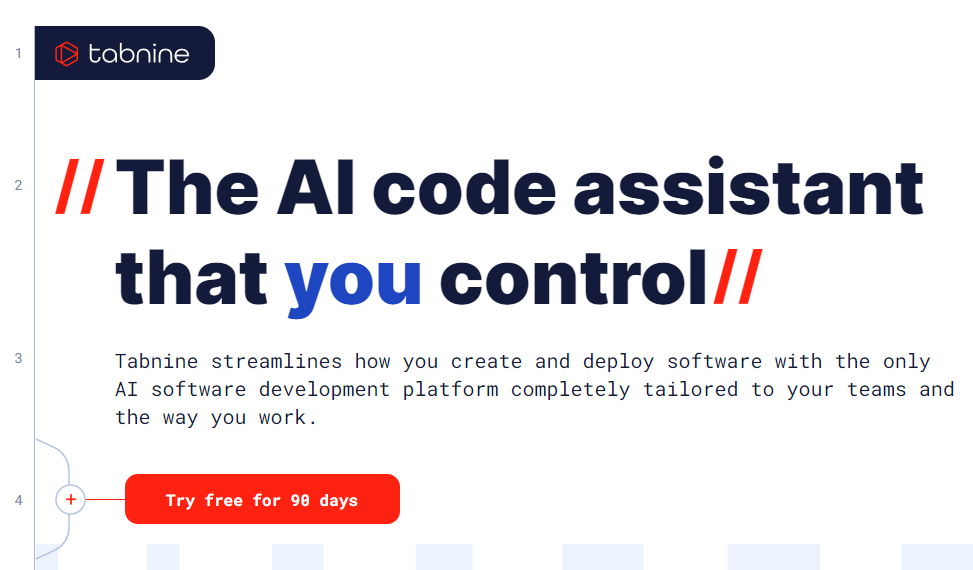 1 tabnine
2 // The AI code assistant
that you control//
3 Tabnine streamlines how you create and deploy software with the only
AI software development platform completely tailored to your teams and
the way you work.
4 + Try free for 90 days